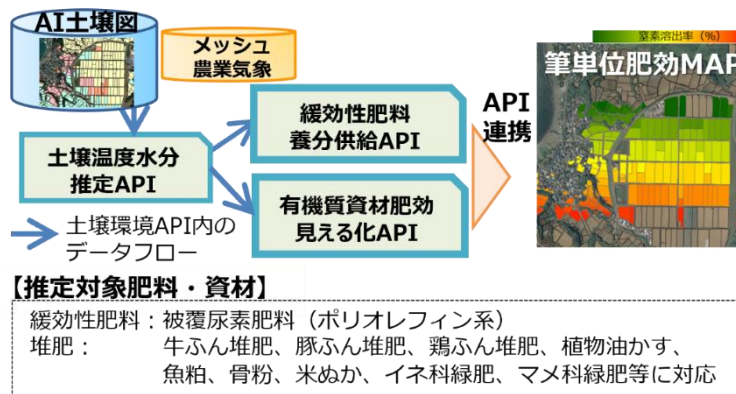 AI土壌図
メッシュ
農業気象
窒素溶出率(%)
筆単位肥効MAP
緩効性肥料
養分供給API
API
連携
土壌温度水分
推定API
有機質資材肥効
見える化API
土壌環境API内の
データフロー
【推定対象肥料・資材】
緩効性肥料：被覆尿素肥料（ポリオレフィン系）
堆肥： 牛ふん堆肥、豚ふん堆肥、鶏ふん堆肥、植物油かす、
魚粕、骨粉、米ぬか、イネ科緑肥、マメ科緑肥等に対応